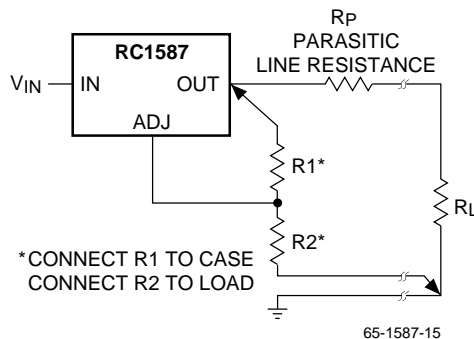 RP
PARASITIC
LINE RESISTANCE
RC1587
VIN
IN
OUT
ADJ
R1*
RL
R2*
*CONNECT R1 TO CASE
CONNECT R2 TO LOAD
65-1587-15